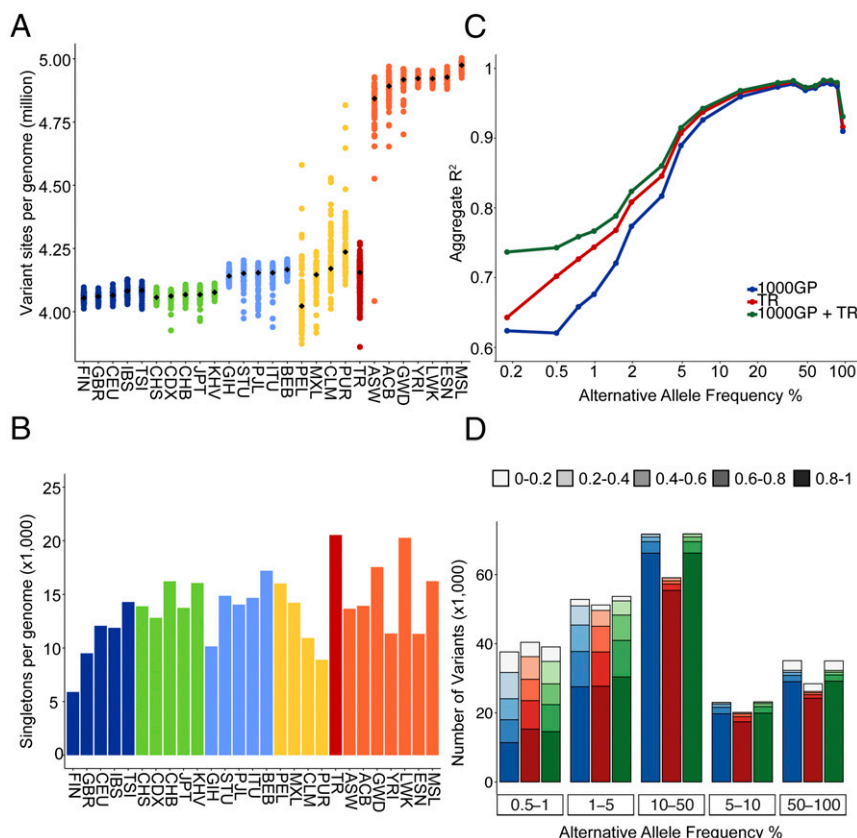 A
Variant sites per genome (million)
5.00
4.75
4.50
4.25
4.00
FIN GBR CEU IBS TSI CHS CDX CHB JPT KHV GIH STU PJL ITU BEB PEL MXL CLM PUR TR ASW ACB GWD YRI LWK ESN MSL
B
Singletons per genome (x1,000)
25
20
15
10
5
0
FIN GBR CEU IBS TSI CHS CDX CHB JPT KHV GIH STU PJL ITU BEB PEL MXL CLM PUR TR ASW ACB GWD YRI LWK ESN MSL
C
Aggregate R²
1
0.9
0.8
0.7
0.6
1000GP
TR
1000GP + TR
0.2 0.5 1 2 5 10 20 50 100
Alternative Allele Frequency %
D
0-0.2 0.2-0.4 0.4-0.6 0.6-0.8 0.8-1
Number of Variants (x1,000)
60
40
20
0
0.5–1 1–5 10–50 5–10 50–100
Alternative Allele Frequency %